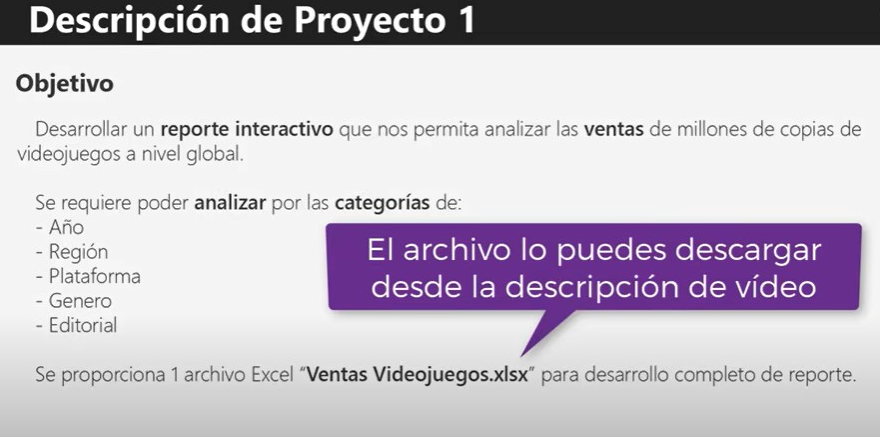 Descripción de Proyecto 1
Objetivo
Desarrollar un reporte interactivo que nos permita analizar las ventas de millones de copias de
videojuegos a nivel global.
Se requiere poder analizar por las categorías de:
- Año
- Región
- Plataforma
- Genero
- Editorial
El archivo lo puedes descargar
desde la descripción de vídeo
Se proporciona 1 archivo Excel “Ventas Videojuegos.xlsx” para desarrollo completo de reporte.